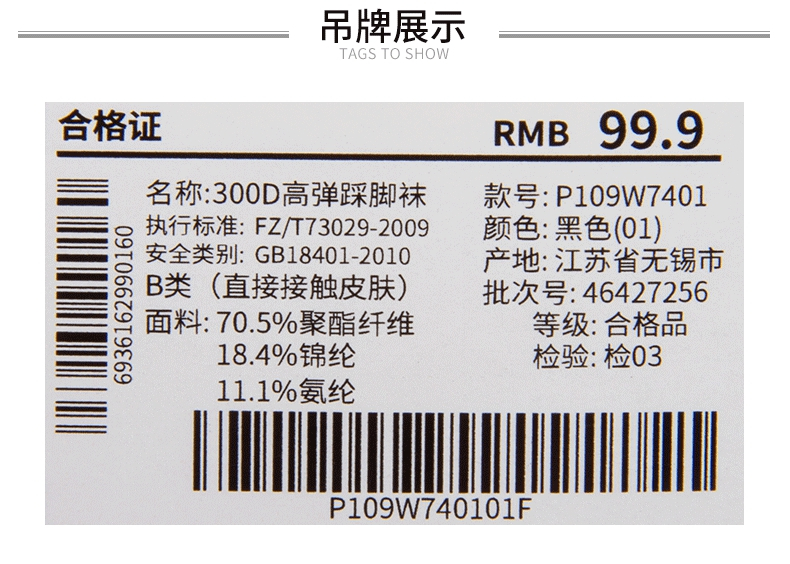 吊牌展示
TAGS TO SHOW
合格证
RMB 99.9
名称:300D高弹踩脚袜
执行标准: FZ/T73029-2009
安全类别: GB18401-2010
B类（直接接触皮肤）
面料: 70.5%聚酯纤维
18.4%锦纶
11.1%氨纶
款号: P109W7401
颜色: 黑色(01)
产地: 江苏省无锡市
批次号: 46427256
等级: 合格品
检验: 检03
6936162990160
P109W740101F